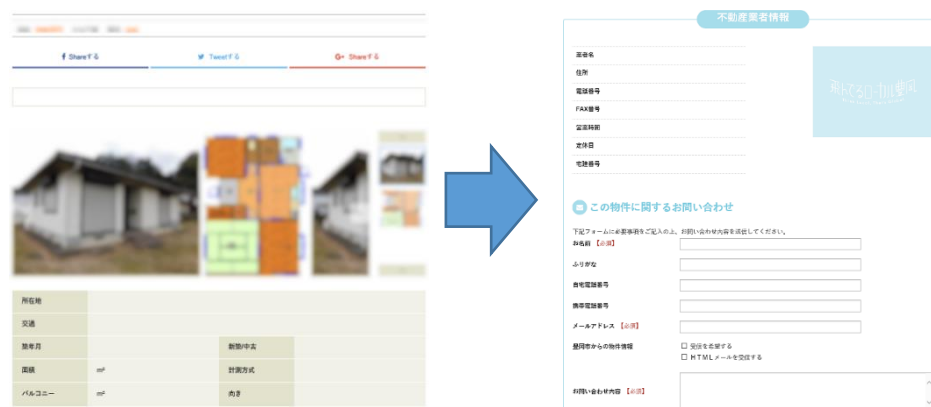 Shareする
Tweetする
G+ Shareする
所在地
交通
築年月 新築/中古
面積 m² 計測方式
バルコニー m² 向き
不動産業者情報
業者名
住所
電話番号
FAX番号
営業時間
定休日
宅建番号
この物件に関するお問い合わせ
下記フォームに必要事項をご記入の上、お問い合わせ内容を送信してください。
お名前 【必須】
ふりがな
自宅電話番号
携帯電話番号
メールアドレス 【必須】
豊岡市からの物件情報 □ 受信を希望する
□ HTMLメールを受信する
お問い合わせ内容 【必須】